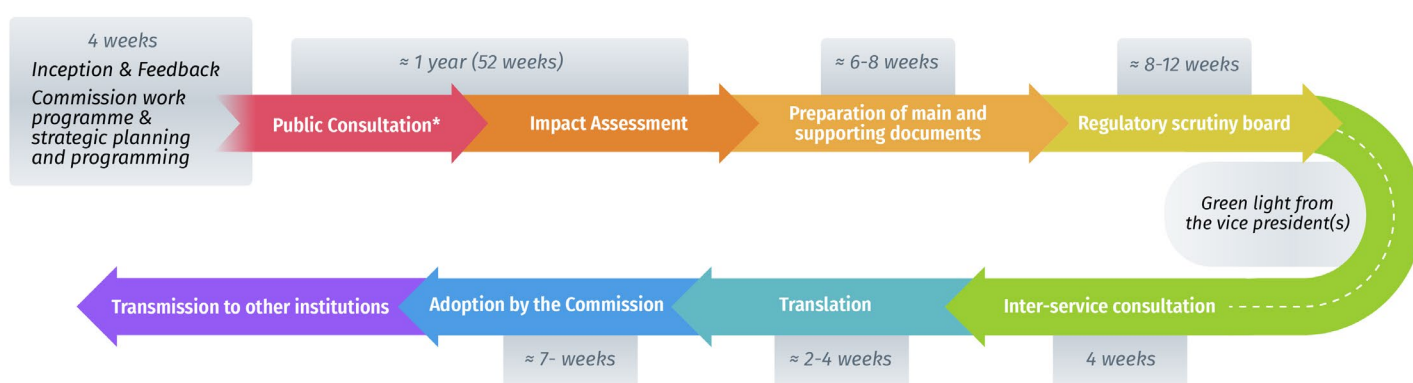 4 weeks
Inception & Feedback
Commission work
programme &
strategic planning
and programming
≈ 1 year (52 weeks)
Public Consultation*
Impact Assessment
≈ 6-8 weeks
Preparation of main and
supporting documents
≈ 8-12 weeks
Regulatory scrutiny board
Green light from
the vice president(s)
Inter-service consultation
4 weeks
Translation
≈ 2-4 weeks
Adoption by the Commission
≈ 7- weeks
Transmission to other institutions